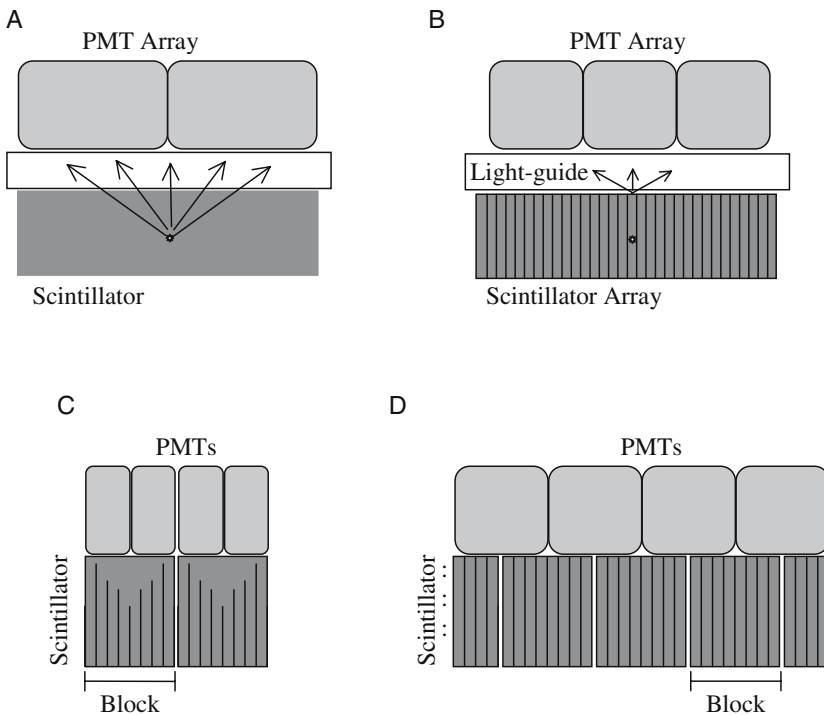 A
PMT Array
Scintillator
B
PMT Array
Light-guide
Scintillator Array
C
PMTs
Scintillator
Block
D
PMTs
Scintillator
Block